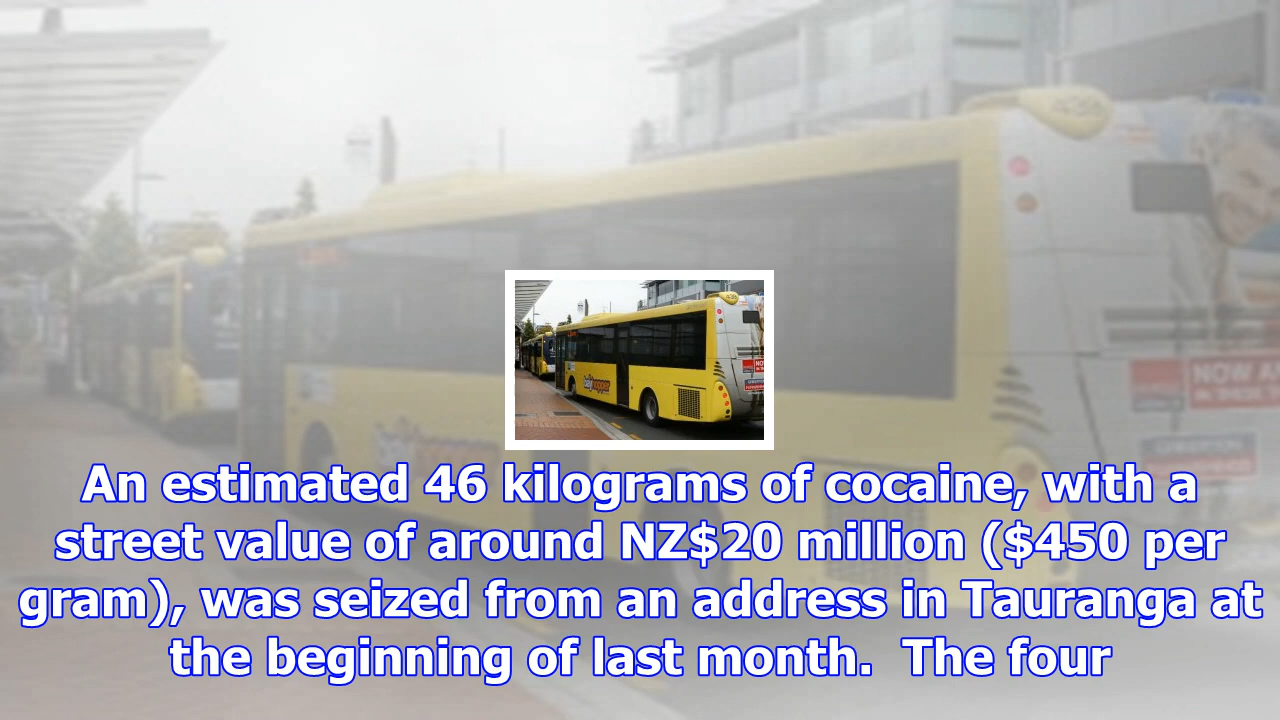 NOW A
An estimated 46 kilograms of cocaine, with a
street value of around NZ$20 million ($450 per
gram), was seized from an address in Tauranga at
the beginning of last month. The four